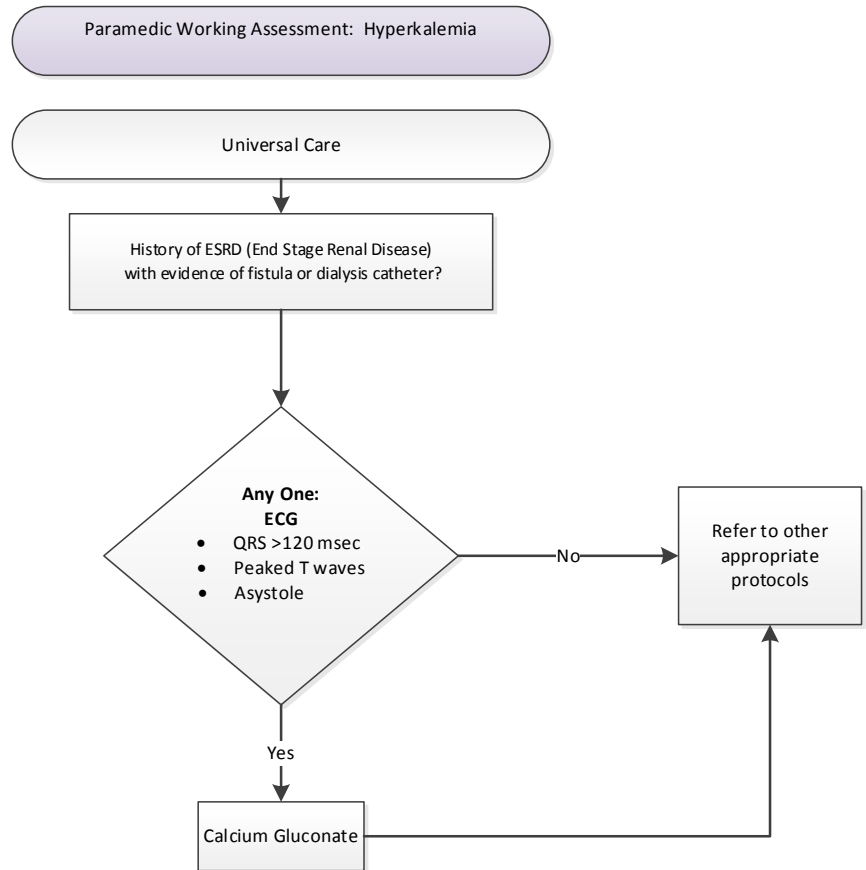 Paramedic Working Assessment:  Hyperkalemia
Universal Care
History of ESRD (End Stage Renal Disease)
with evidence of fistula or dialysis catheter?
Any One:
ECG
• QRS >120 msec
• Peaked T waves
• Asystole
No
Refer to other
appropriate
protocols
Yes
Calcium Gluconate